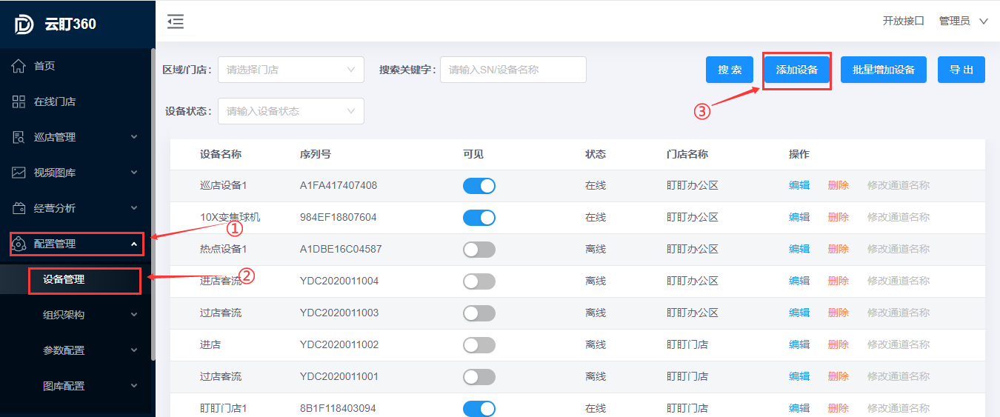 云盯360
开放接口 管理员
首页
在线门店
巡店管理
视频图库
经营分析
配置管理
设备管理
组织架构
参数配置
图库配置
①
②
③
区域/门店: 请选择门店 搜索关键字: 请输入SN/设备名称 搜 索 添加设备 批量增加设备 导 出
设备状态: 请输入设备状态
设备名称 序列号 可见 状态 门店名称 操作
巡店设备1 A1FA417407408 在线 盯盯办公区 编辑 删除 修改通道名称
10X变焦球机 984EF18807604 在线 盯盯办公区 编辑 删除 修改通道名称
热点设备1 A1DBE16C04587 离线 盯盯办公区 编辑 删除 修改通道名称
进店客流 YDC2020011004 离线 盯盯办公区 编辑 删除 修改通道名称
过店客流 YDC2020011003 离线 盯盯办公区 编辑 删除 修改通道名称
进店 YDC2020011002 离线 盯盯门店 编辑 删除 修改通道名称
过店客流 YDC2020011001 离线 盯盯门店 编辑 删除 修改通道名称
盯盯门店1 8B1F118403094 在线 盯盯门店 编辑 删除 修改通道名称